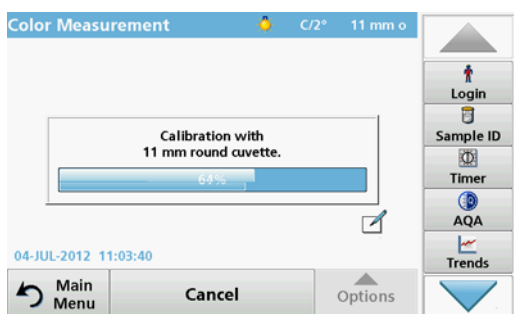 Color Measurement C/2° 11 mm o
Login
Sample ID
Timer
AQA
Trends
Calibration with
11 mm round cuvette.
64%
04-JUL-2012 11:03:40
Main
Menu
Cancel
Options